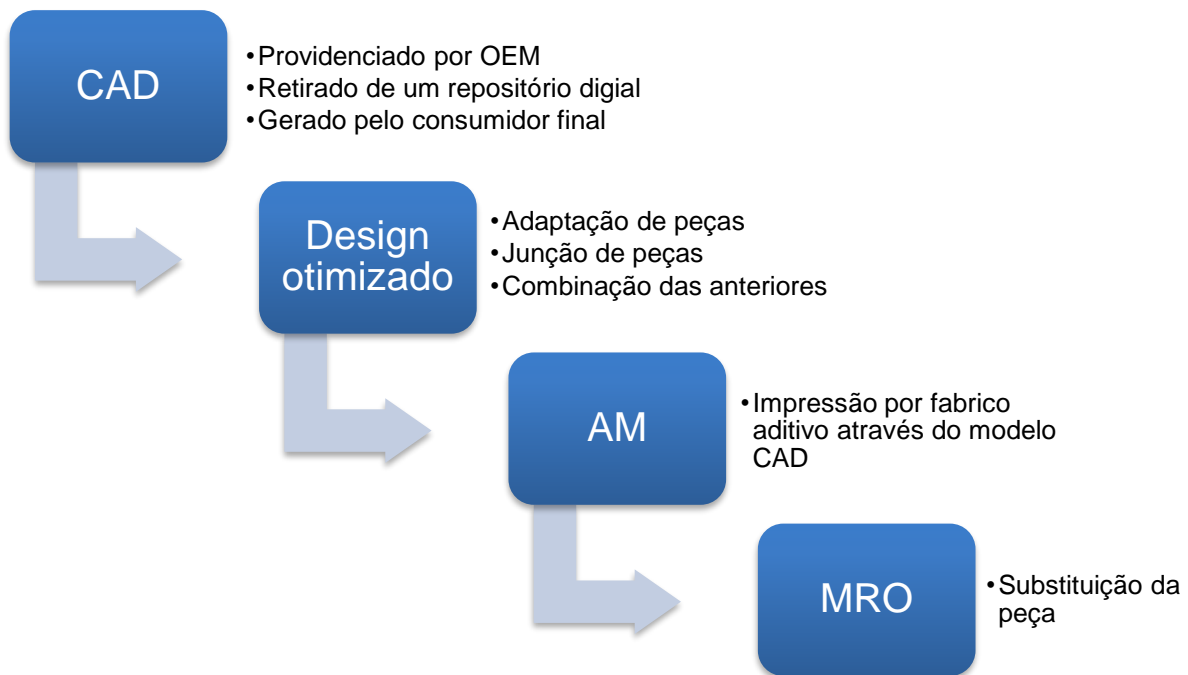 CAD
•Providenciado por OEM
•Retirado de um repositório digial
•Gerado pelo consumidor final
Design
otimizado
•Adaptação de peças
•Junção de peças
•Combinação das anteriores
AM
•Impressão por fabrico
aditivo através do modelo
CAD
MRO
•Substituição da
peça